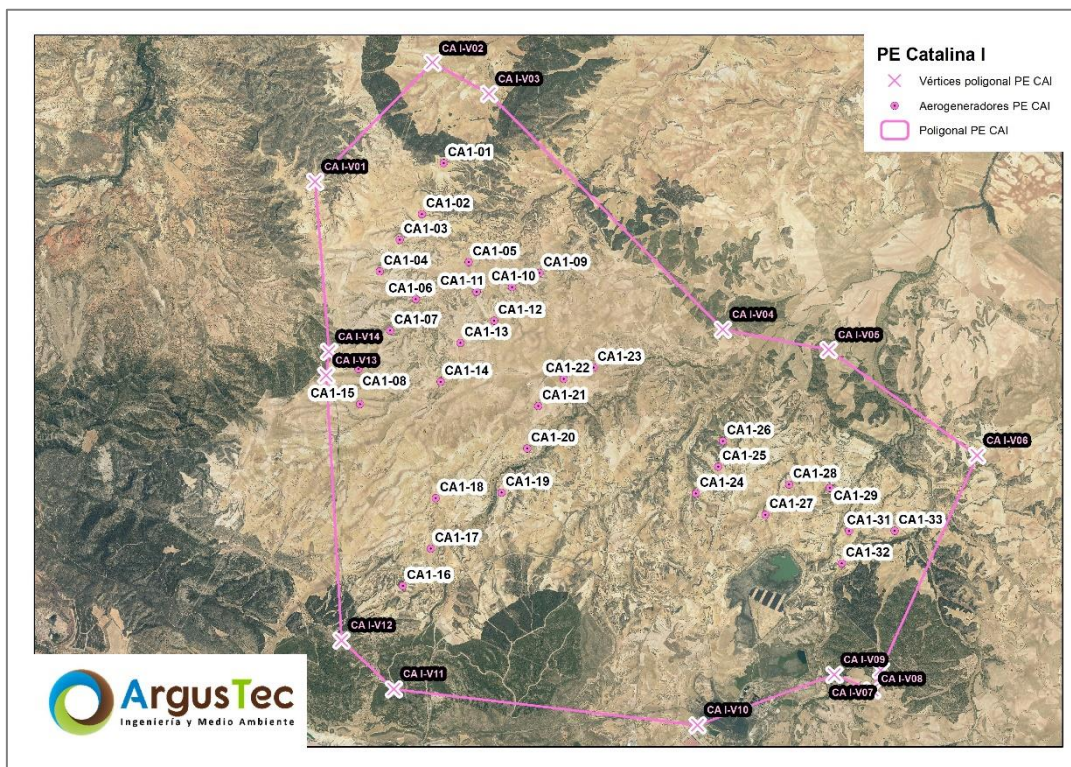 PE Catalina I
Vértices poligonal PE CAI
Aerogeneradores PE CAI
Poligonal PE CAI
CA I-V02
CA I-V03
CA1-01
CA I-V01
CA1-02
CA1-03
CA1-05
CA1-04
CA1-09
CA1-11
CA1-10
CA1-06
CA1-12
CA1-07
CA1-13
CA I-V04
CA I-V14
CA I-V05
CA I-V13
CA1-23
CA1-08
CA1-22
CA1-14
CA1-15
CA1-21
CA1-26
CA1-20
CA I-V06
CA1-25
CA1-28
CA1-24
CA1-18
CA1-19
CA1-29
CA1-27
CA1-31
CA1-33
CA1-17
CA1-32
CA1-16
CA I-V12
CA I-V09
CA I-V11
CA I-V08
CA I-V07
CA I-V10
ArgusTec
Ingeniería y Medio Ambiente